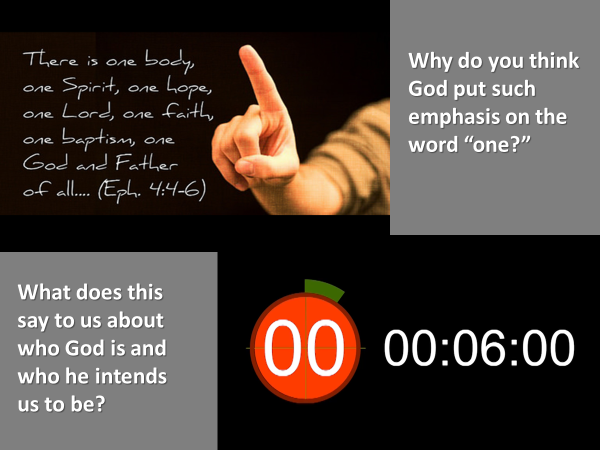 There is one body,
one Spirit, one hope,
one Lord, one faith,
one baptism, one
God and Father
of all.... (Eph. 4:4-6)
Why do you think
God put such
emphasis on the
word “one?”
What does this
say to us about
who God is and
who he intends
us to be?
00
00:06:00